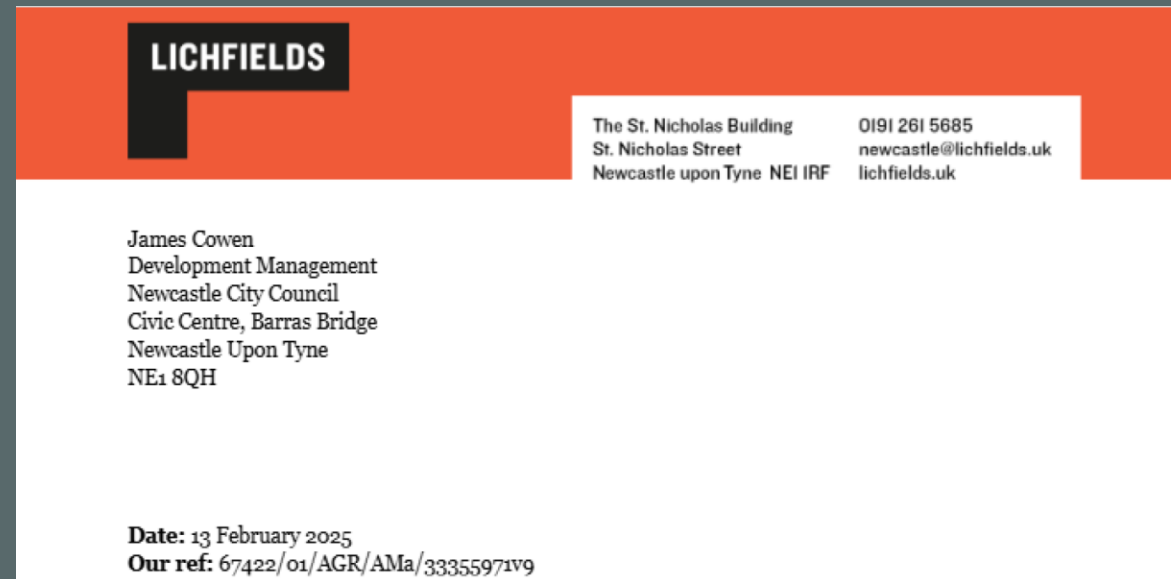 LICHFIELDS
The St. Nicholas Building
St. Nicholas Street
Newcastle upon Tyne NE1 1RF
0191 261 5685
newcastle@lichfields.uk
lichfields.uk
James Cowen
Development Management
Newcastle City Council
Civic Centre, Barras Bridge
Newcastle Upon Tyne
NE1 8QH
Date: 13 February 2025
Our ref: 67422/01/AGR/AMa/33355971v9